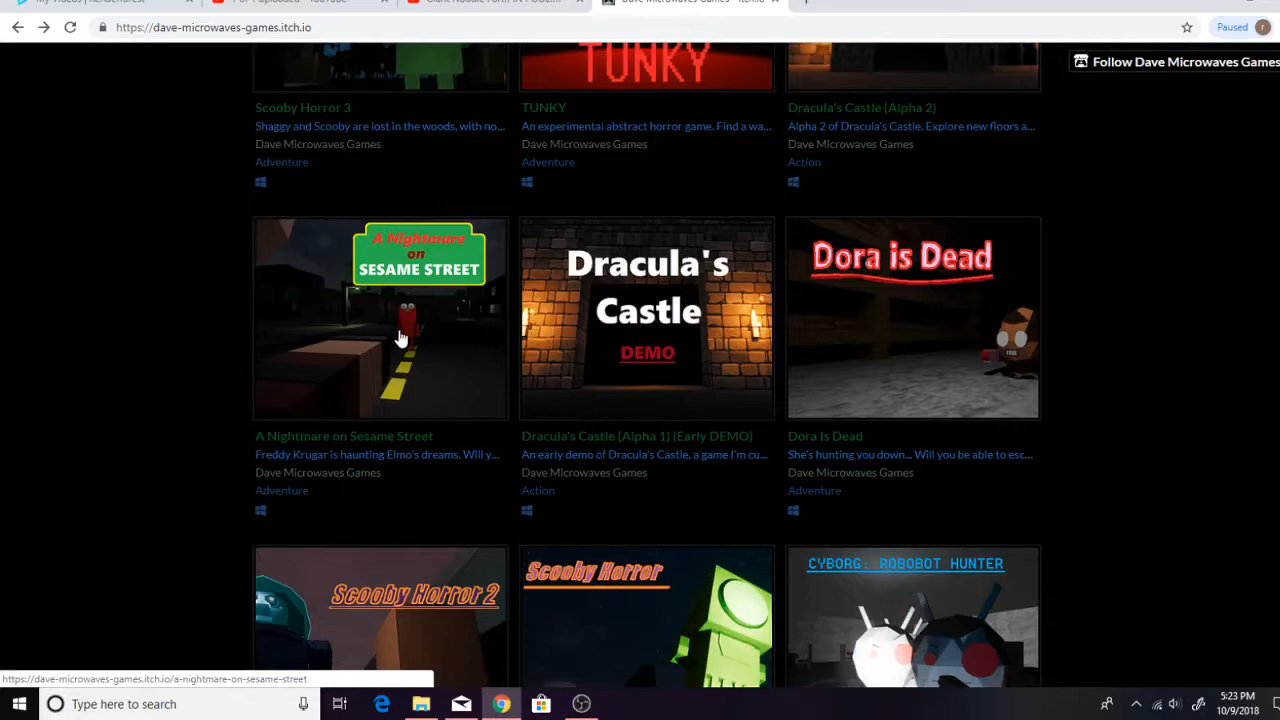 https://dave-microwaves-games.itch.io
Paused
Follow Dave Microwaves Games
TUNKY
Scooby Horror 3
Shaggy and Scooby are lost in the woods, with no...
Dave Microwaves Games
Adventure
TUNKY
An experimental abstract horror game. Find a wa...
Dave Microwaves Games
Adventure
Dracula's Castle (Alpha 2)
Alpha 2 of Dracula's Castle. Explore new floors a...
Dave Microwaves Games
Action
A Nightmare
on
SESAME STREET
Dracula's
Castle
DEMO
Dora is Dead
A Nightmare on Sesame Street
Freddy Krugar is haunting Elmo's dreams. Will y...
Dave Microwaves Games
Adventure
Dracula's Castle (Alpha 1) (Early DEMO)
An early demo of Dracula's Castle, a game I'm cu...
Dave Microwaves Games
Action
Dora Is Dead
She's hunting you down... Will you be able to esc...
Dave Microwaves Games
Adventure
Scooby Horror 2
Scooby Horror
CYBORG: ROBOBOT HUNTER
https://dave-microwaves-games.itch.io/a-nightmare-on-sesame-street
Type here to search
5:23 PM
10/9/2018